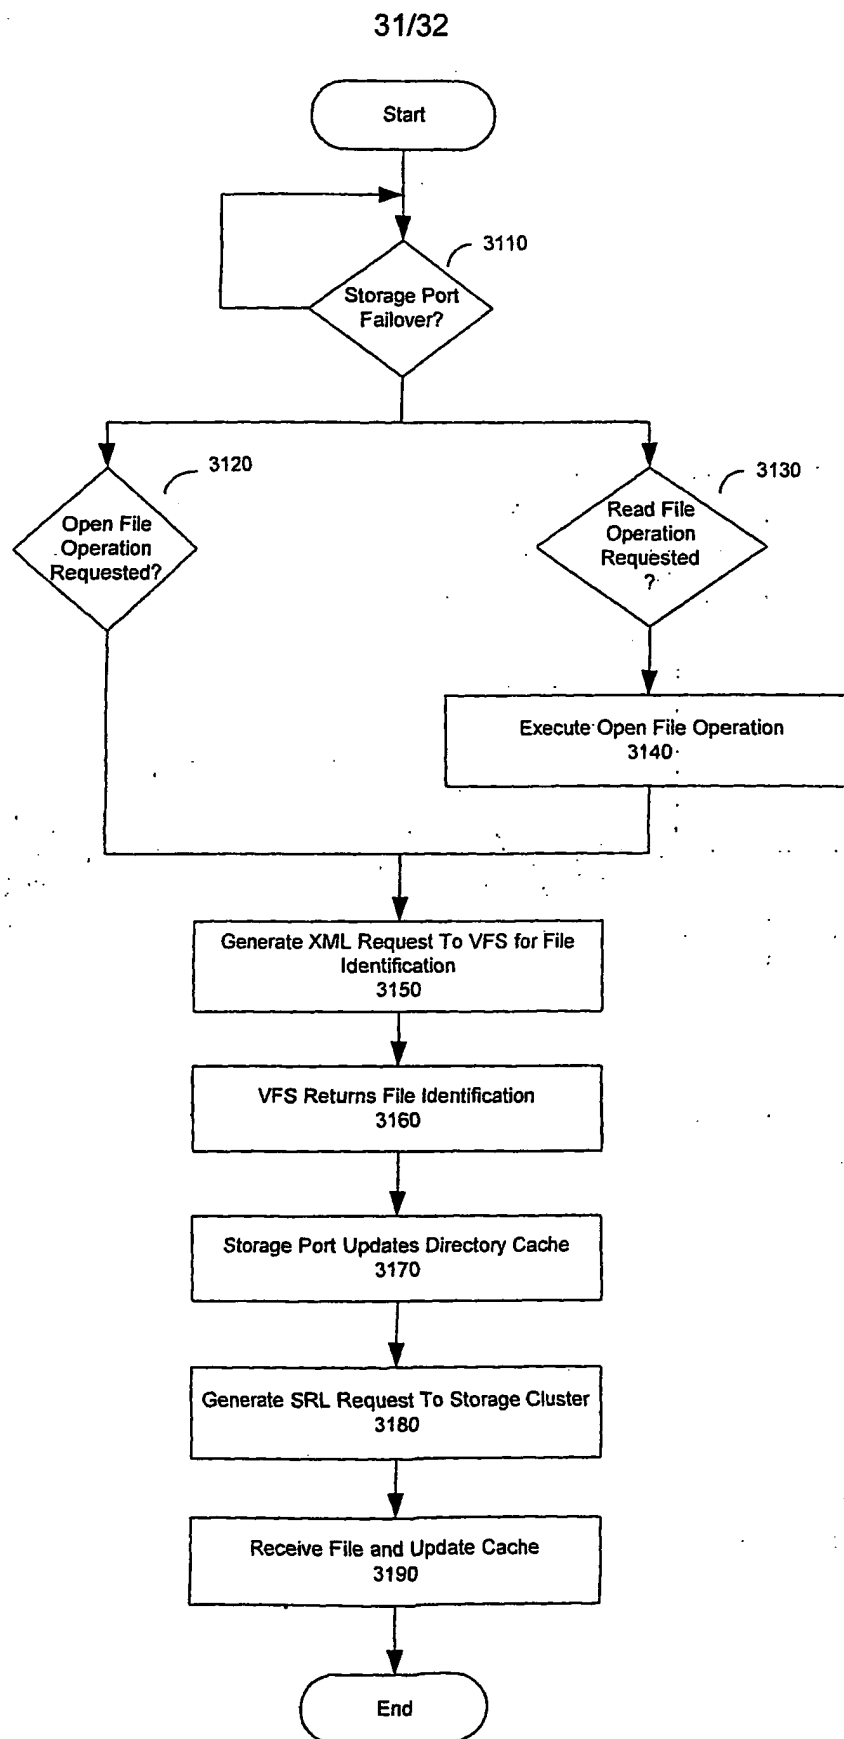 31/32
Start
3110
Storage Port
Failover?
3120
Open File
Operation
Requested?
3130
Read File
Operation
Requested
?
Execute Open File Operation
3140
Generate XML Request To VFS for File
Identification
3150
VFS Returns File Identification
3160
Storage Port Updates Directory Cache
3170
Generate SRL Request To Storage Cluster
3180
Receive File and Update Cache
3190
End